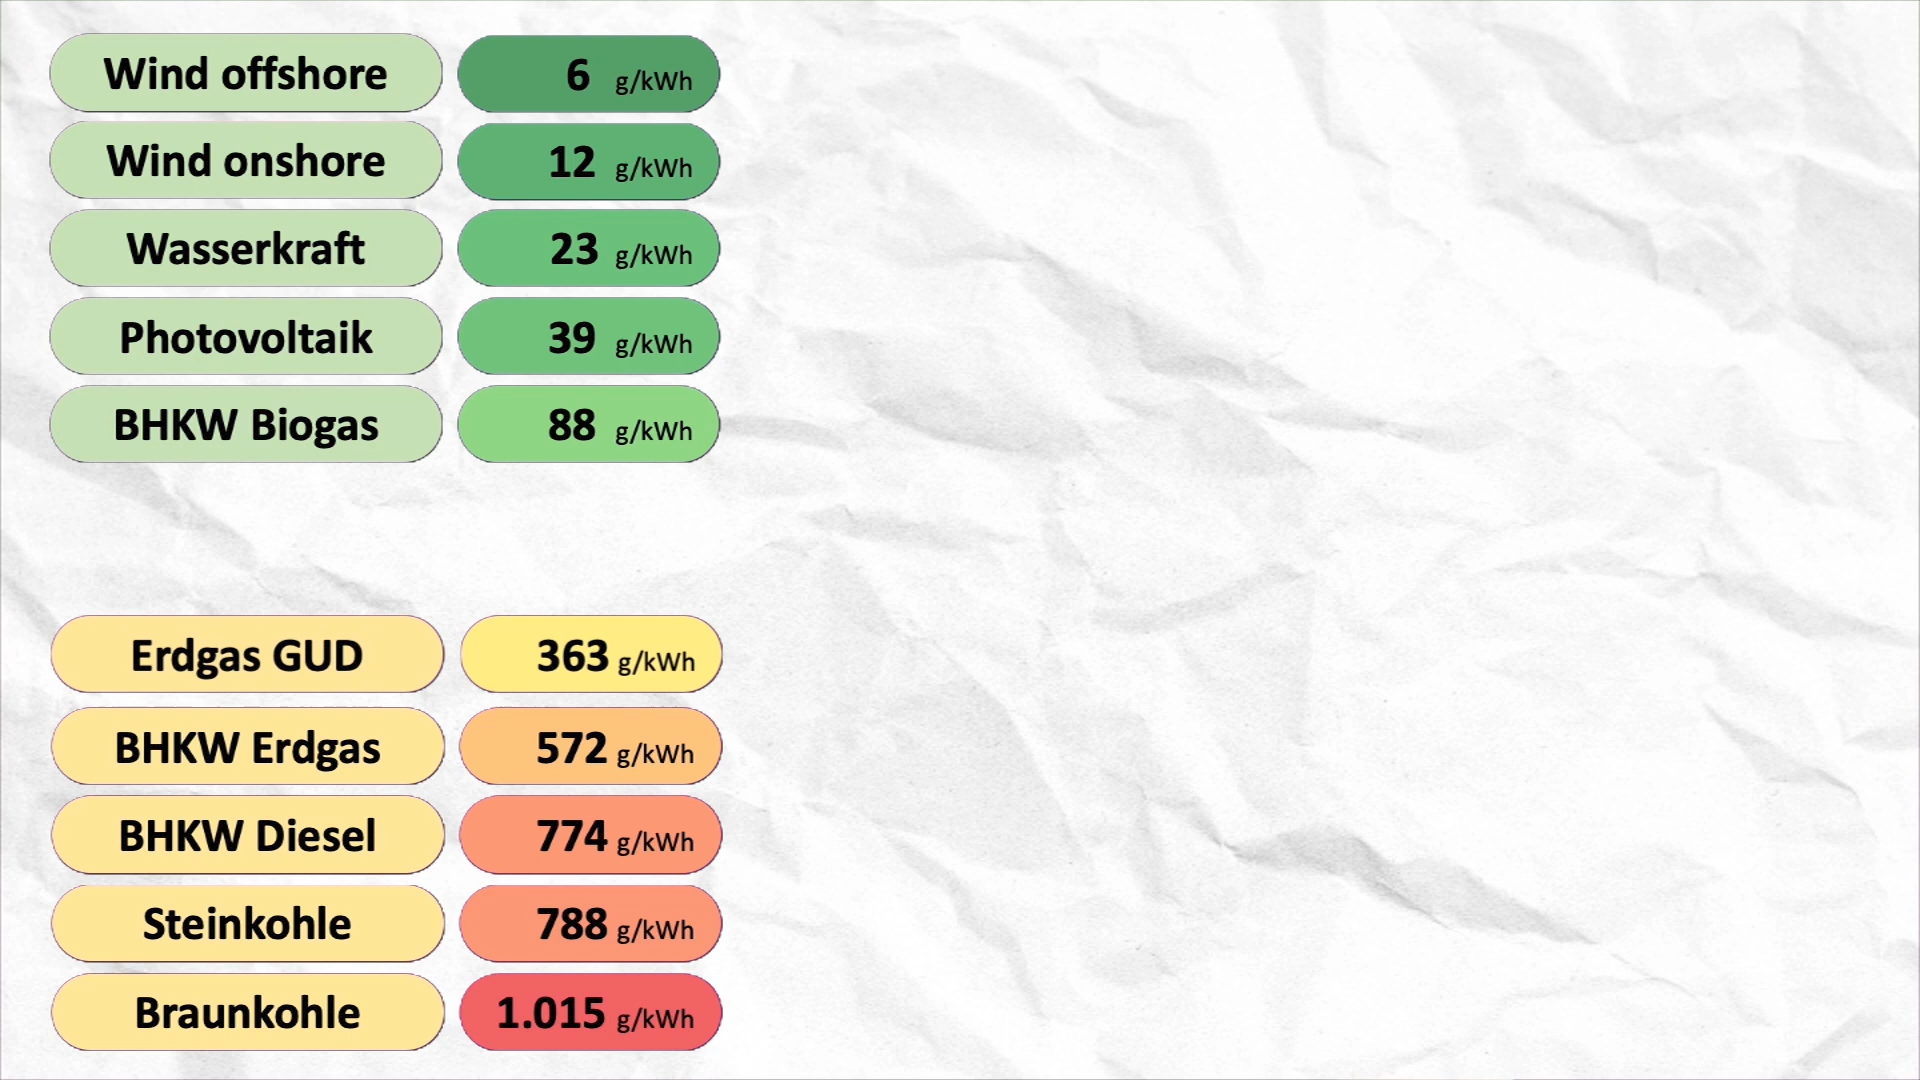 Wind offshore 6 g/kWh
Wind onshore 12 g/kWh
Wasserkraft 23 g/kWh
Photovoltaik 39 g/kWh
BHKW Biogas 88 g/kWh
Erdgas GUD 363 g/kWh
BHKW Erdgas 572 g/kWh
BHKW Diesel 774 g/kWh
Steinkohle 788 g/kWh
Braunkohle 1.015 g/kWh